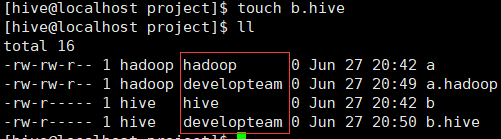 [hive@localhost project]$ touch b.hive
[hive@localhost project]$ ll
total 16
-rw-rw-r-- 1 hadoop hadoop 0 Jun 27 20:42 a
-rw-rw-r-- 1 hadoop developteam 0 Jun 27 20:49 a.hadoop
-rw-r----- 1 hive hive 0 Jun 27 20:42 b
-rw-r----- 1 hive developteam 0 Jun 27 20:50 b.hive
[hive@localhost project]$